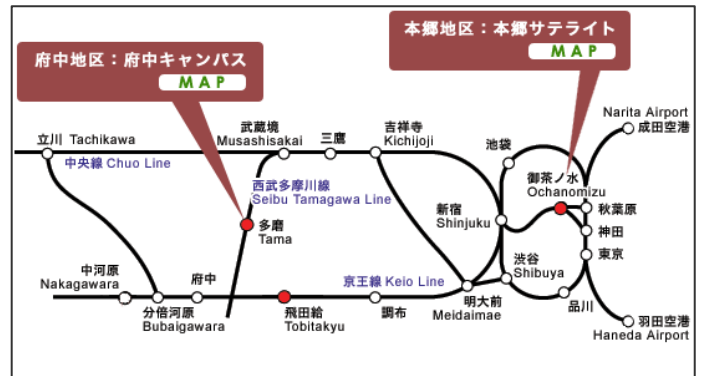 本郷地区：本郷サテライト
MAP
府中地区：府中キャンパス
MAP
Narita Airport
成田空港
立川 Tachikawa
武蔵境
Musashisakai
三鷹
吉祥寺
Kichijoji
池袋
御茶ノ水
Ochanomizu
中央線 Chuo Line
西武多摩川線
Seibu Tamagawa Line
新宿
Shinjuku
秋葉原
神田
東京
多磨
Tama
渋谷
Shibuya
中河原
Nakagawara
府中
京王線 Keio Line
分倍河原
Bubaigawara
飛田給
Tobitakyu
調布
明大前
Meidaimae
品川
羽田空港
Haneda Airport